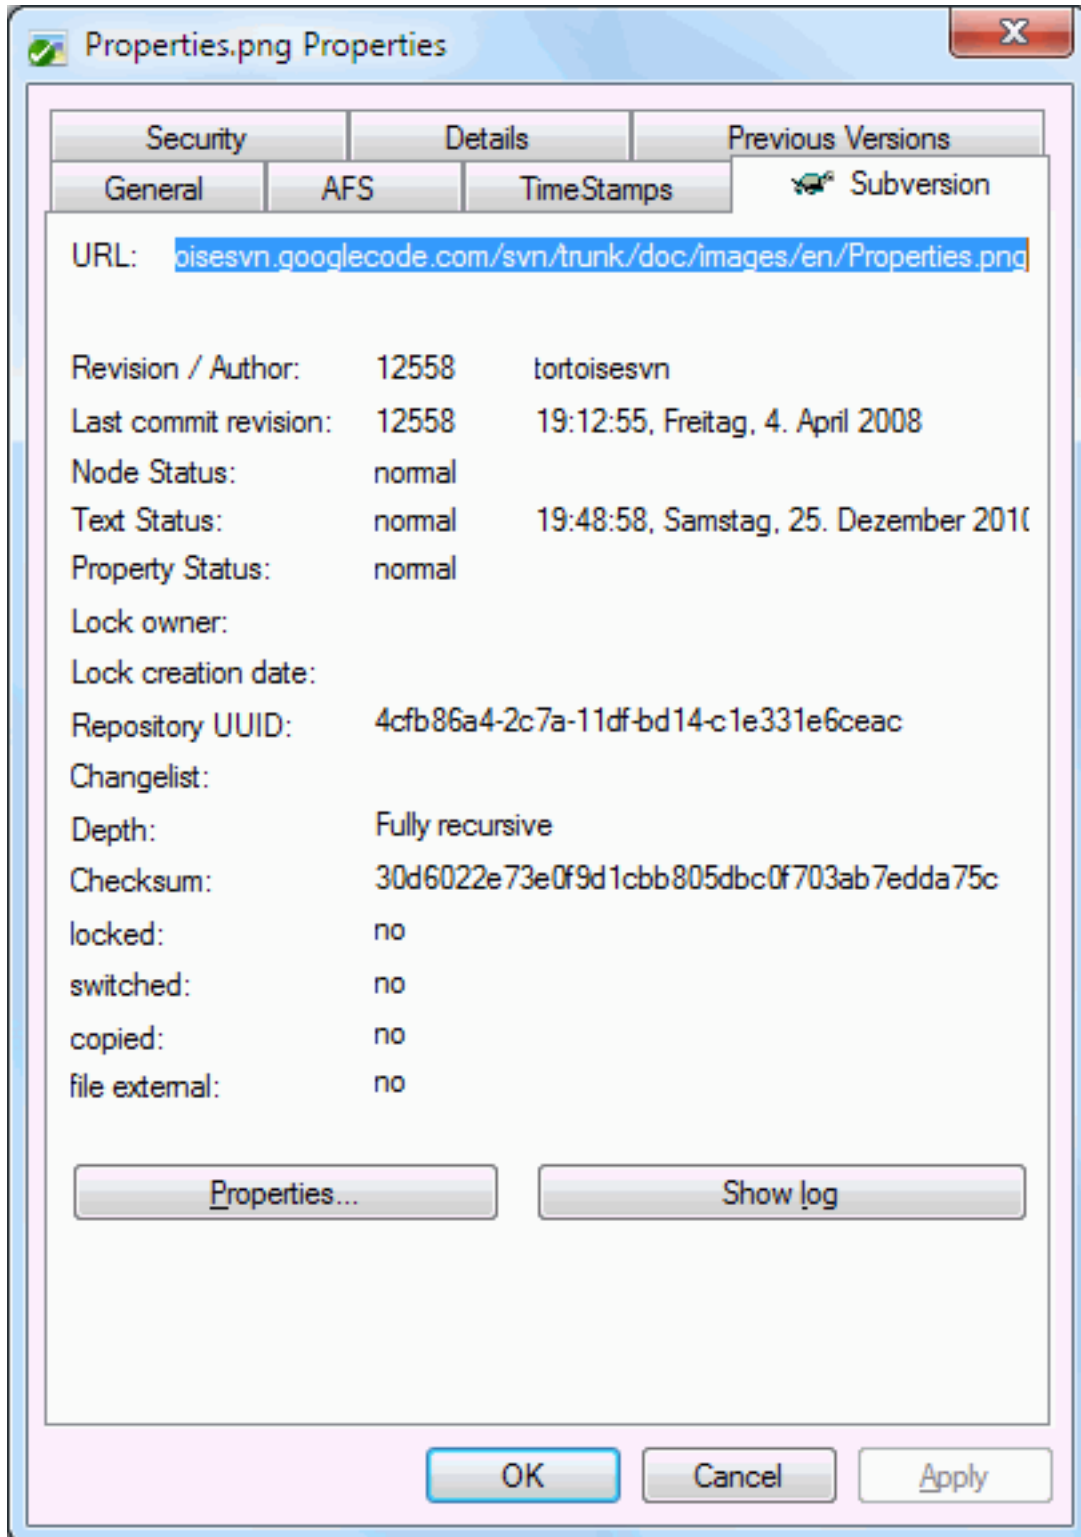 Properties.png Properties
Security Details Previous Versions
General AFS TimeStamps Subversion
URL: oisesvn.googlecode.com/svn/trunk/doc/images/en/Properties.png
Revision / Author: 12558 tortoisesvn
Last commit revision: 12558 19:12:55, Freitag, 4. April 2008
Node Status: normal
Text Status: normal 19:48:58, Samstag, 25. Dezember 2010
Property Status: normal
Lock owner:
Lock creation date:
Repository UUID: 4cfb86a4-2c7a-11df-bd14-c1e331e6ceac
Changelist:
Depth: Fully recursive
Checksum: 30d6022e73e0f9d1cbb805dbc0f703ab7edda75c
locked: no
switched: no
copied: no
file external: no
Properties... Show log
OK Cancel Apply